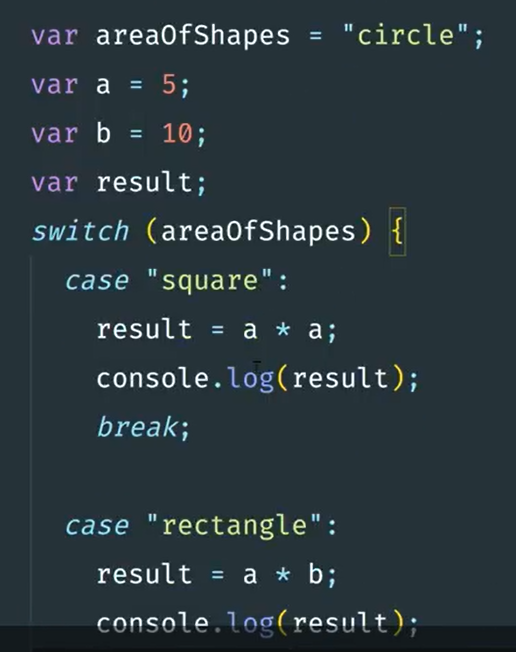 var areaOfShapes = "circle";
var a = 5;
var b = 10;
var result;
switch (areaOfShapes) {
  case "square":
    result = a * a;
    console.log(result);
    break;

  case "rectangle":
    result = a * b;
    console.log(result);